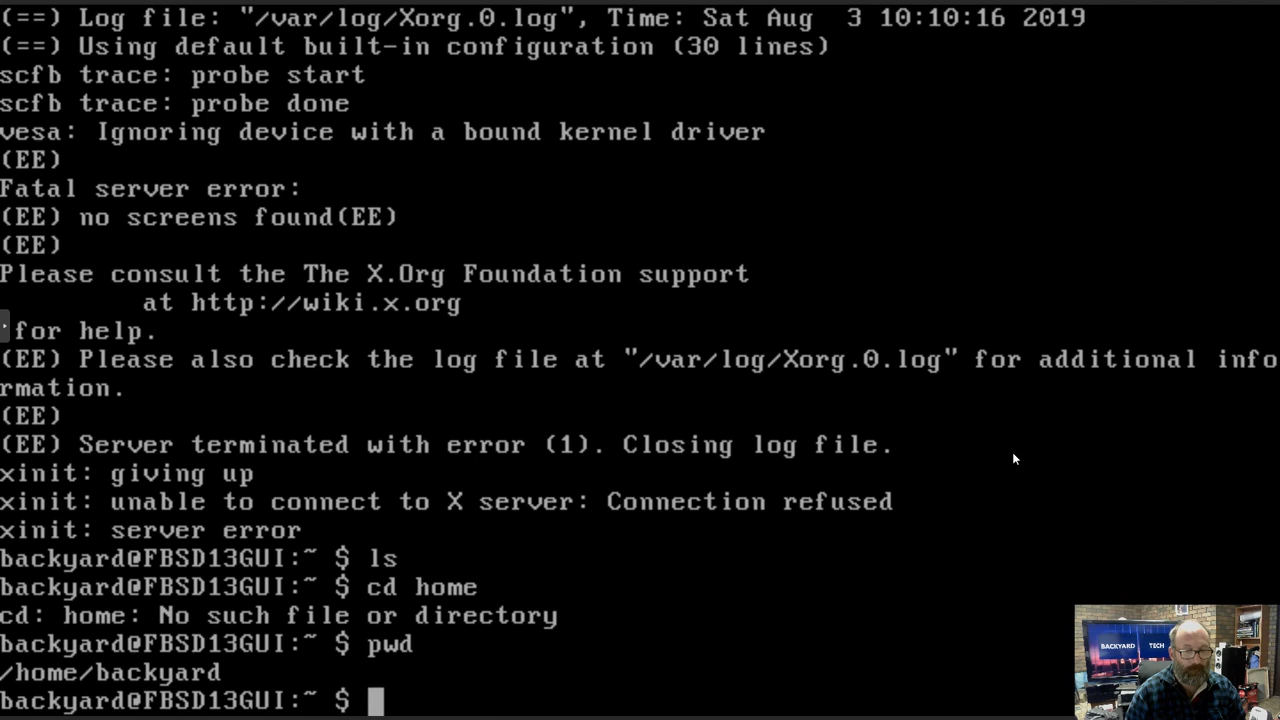 (==) Log file: "/var/log/Xorg.0.log", Time: Sat Aug  3 10:10:16 2019
(==) Using default built-in configuration (30 lines)
scfb trace: probe start
scfb trace: probe done
vesa: Ignoring device with a bound kernel driver
(EE)
Fatal server error:
(EE) no screens found(EE)
(EE)
Please consult the The X.Org Foundation support
         at http://wiki.x.org
 for help.
(EE) Please also check the log file at "/var/log/Xorg.0.log" for additional info
rmation.
(EE)
(EE) Server terminated with error (1). Closing log file.
xinit: giving up
xinit: unable to connect to X server: Connection refused
xinit: server error
backyard@FBSD13GUI:~ $ ls
backyard@FBSD13GUI:~ $ cd home
cd: home: No such file or directory
backyard@FBSD13GUI:~ $ pwd
/home/backyard
backyard@FBSD13GUI:~ $
BACKYARD TECH